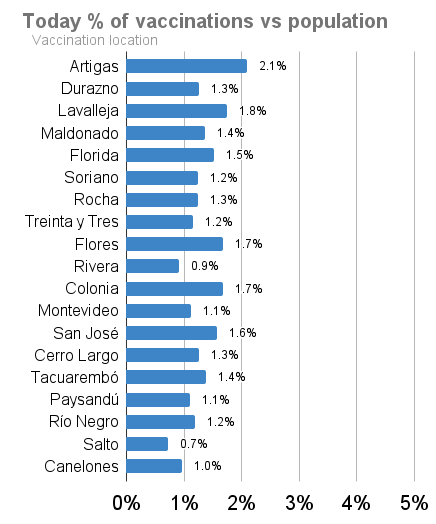 Today % of vaccinations vs population
Vaccination location
Artigas 2.1%
Durazno 1.3%
Lavalleja 1.8%
Maldonado 1.4%
Florida 1.5%
Soriano 1.2%
Rocha 1.3%
Treinta y Tres 1.2%
Flores 1.7%
Rivera 0.9%
Colonia 1.7%
Montevideo 1.1%
San José 1.6%
Cerro Largo 1.3%
Tacuarembó 1.4%
Paysandú 1.1%
Río Negro 1.2%
Salto 0.7%
Canelones 1.0%
0% 1% 2% 3% 4% 5%